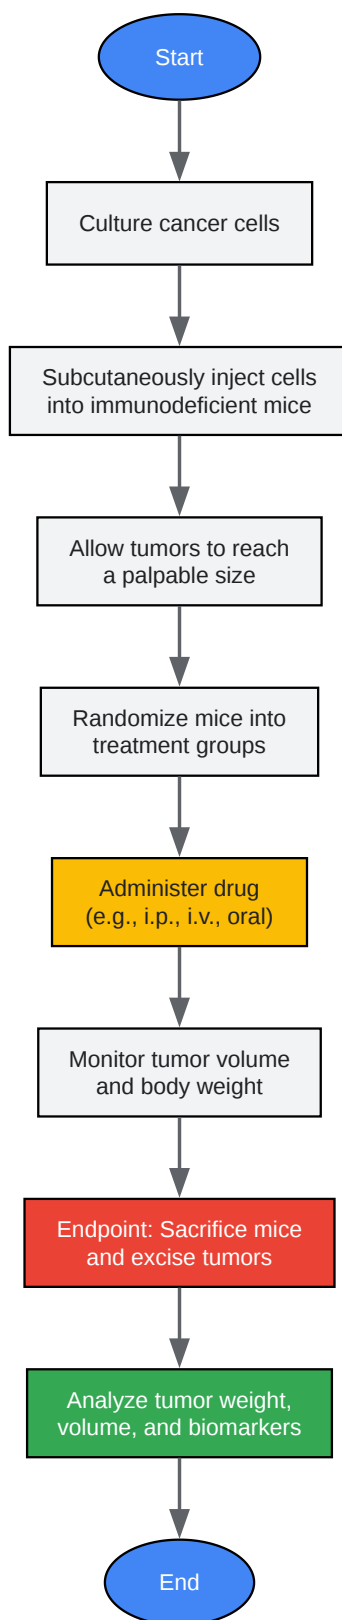 Start
Culture cancer cells
Subcutaneously inject cells
into immunodeficient mice
Allow tumors to reach
a palpable size
Randomize mice into
treatment groups
Administer drug
(e.g., i.p., i.v., oral)
Monitor tumor volume
and body weight
Endpoint: Sacrifice mice
and excise tumors
Analyze tumor weight,
volume, and biomarkers
End